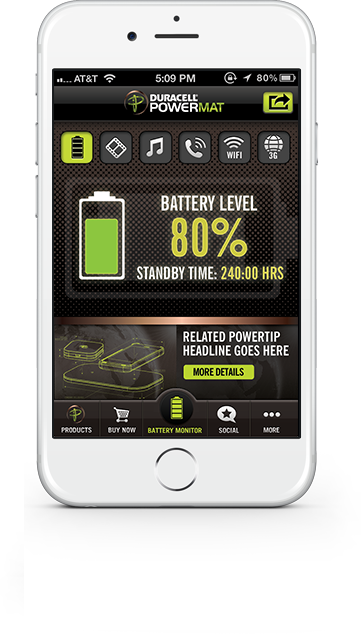 AT&T 5:09 PM 80%
DURACELL
POWERMAT
WIFI 3G
BATTERY LEVEL
80%
STANDBY TIME: 240:00 HRS
RELATED POWERTIP
HEADLINE GOES HERE
MORE DETAILS
PRODUCTS BUY NOW BATTERY MONITOR SOCIAL MORE